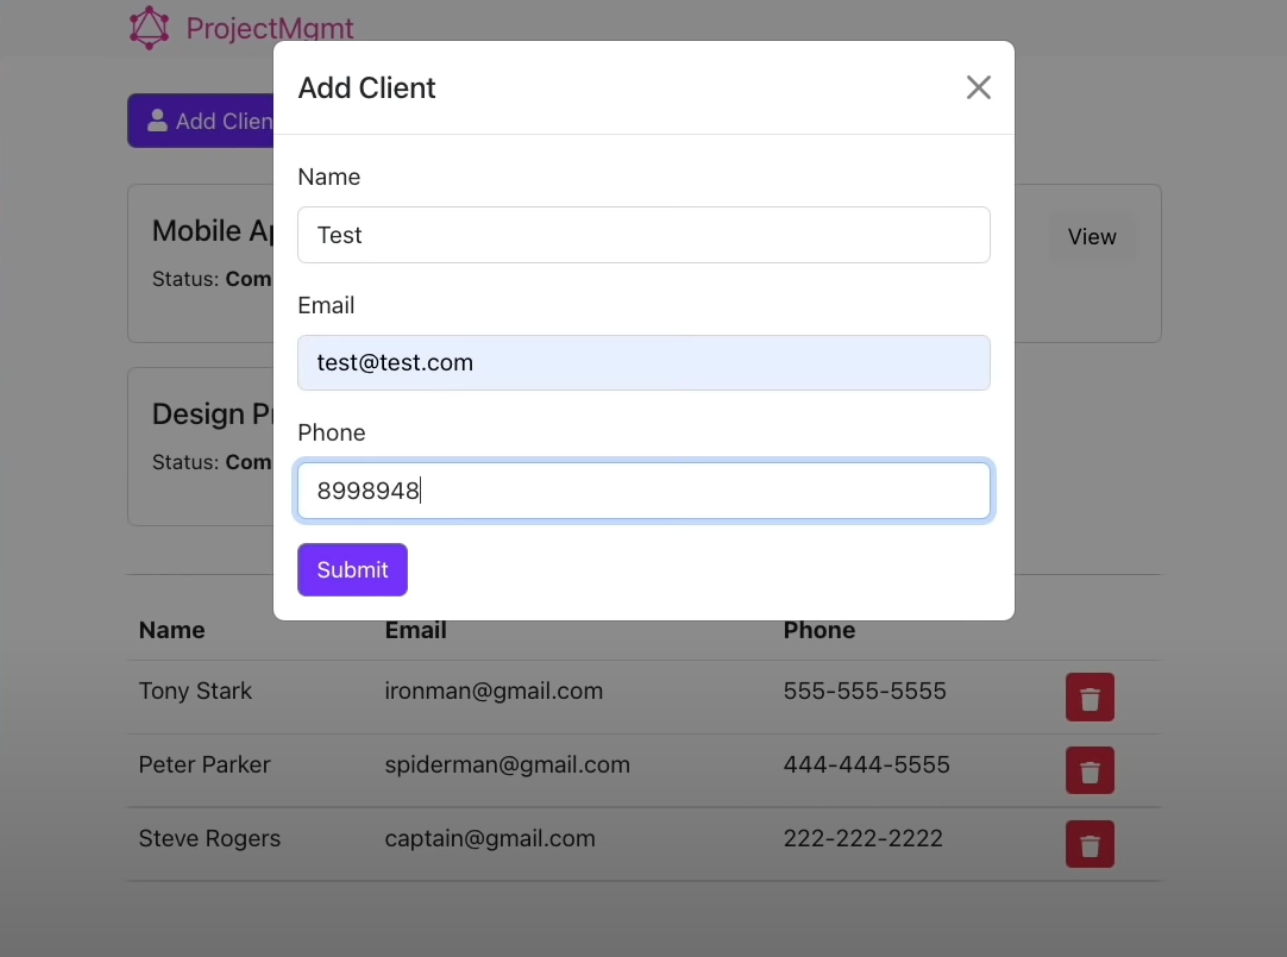 ProjectMgmt
Add Client
Add Clien
Name
Test
Mobile Ap
View
Status: Com
Email
test@test.com
Design Pr
Phone
Status: Com
8998948
Submit
Name Email Phone
Tony Stark ironman@gmail.com 555-555-5555
Peter Parker spiderman@gmail.com 444-444-5555
Steve Rogers captain@gmail.com 222-222-2222